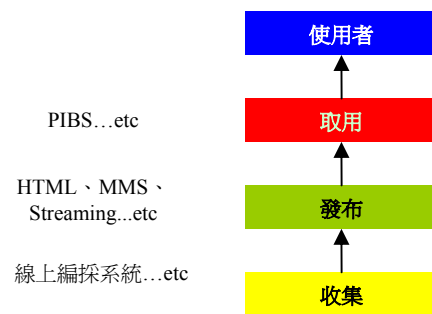 使用者
PIBS…etc
取用
HTML、MMS、
Streaming...etc
發布
線上編採系統…etc
收集